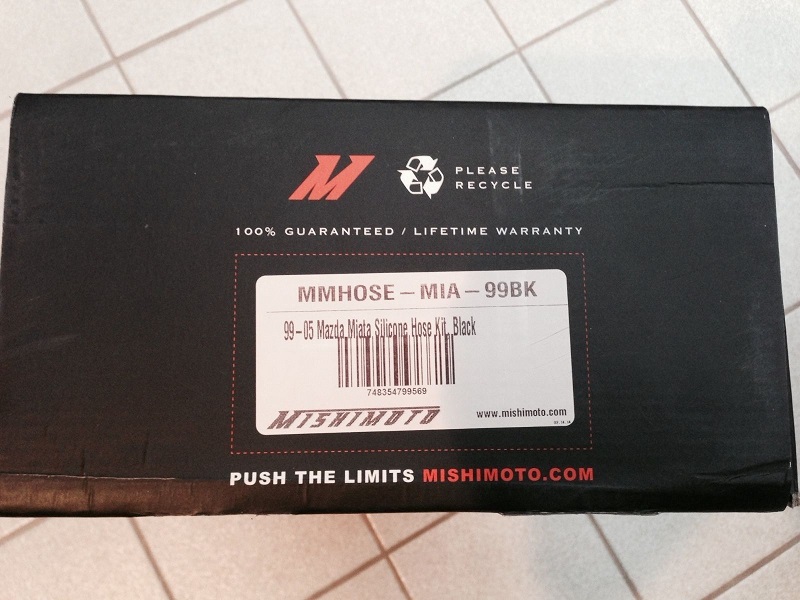 PLEASE
RECYCLE
100% GUARANTEED / LIFETIME WARRANTY
MMHOSE-MIA-99BK
99-05 Mazda Miata Silicone Hose Kit, Black
748354799569
MISHIMOTO
www.mishimoto.com
PUSH THE LIMITS MISHIMOTO.COM